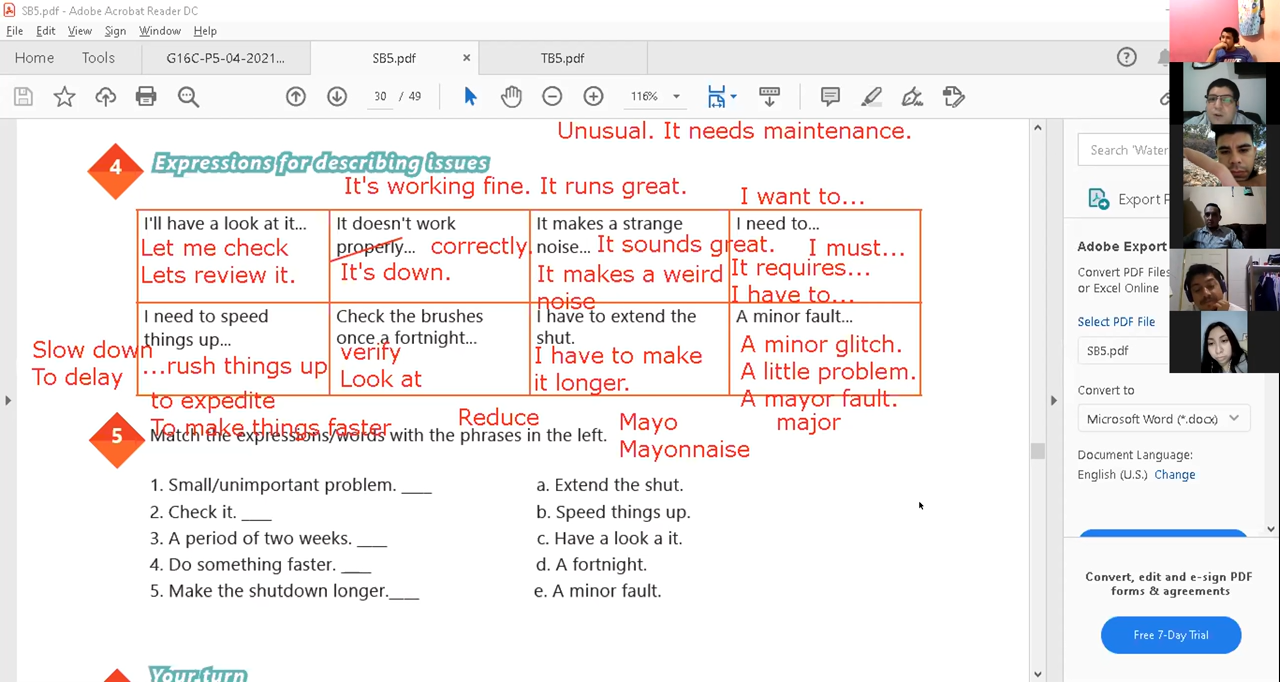 SB5.pdf - Adobe Acrobat Reader DC
File Edit View Sign Window Help
Home Tools G16C-P5-04-2021... SB5.pdf × TB5.pdf
30 / 49 116%
Unusual. It needs maintenance.
4 Expressions for describing issues
It's working fine. It runs great.
I want to...
I'll have a look at it...
Let me check
Lets review it.
It doesn't work
properly... correctly.
It's down.
It makes a strange
noise... It sounds great.
It makes a weird
noise
I need to...
I must...
It requires...
I have to...
I need to speed
things up...
Slow down
To delay
...rush things up
to expedite
To make things faster
Check the brushes
once a fortnight...
verify
Look at
Reduce
I have to extend the
shut.
I have to make
it longer.
Mayo
Mayonnaise
A minor fault...
A minor glitch.
A little problem.
A mayor fault.
major
5 Match the expressions/words with the phrases in the left.
1. Small/unimportant problem. ____
2. Check it. ____
3. A period of two weeks. ____
4. Do something faster. ____
5. Make the shutdown longer.____
a. Extend the shut.
b. Speed things up.
c. Have a look a it.
d. A fortnight.
e. A minor fault.
Your turn
Search 'Water
Export P
Adobe Export
Convert PDF Files
or Excel Online
Select PDF File
SB5.pdf
Convert to
Microsoft Word (*.docx)
Document Language:
English (U.S.) Change
Convert, edit and e-sign PDF
forms & agreements
Free 7-Day Trial